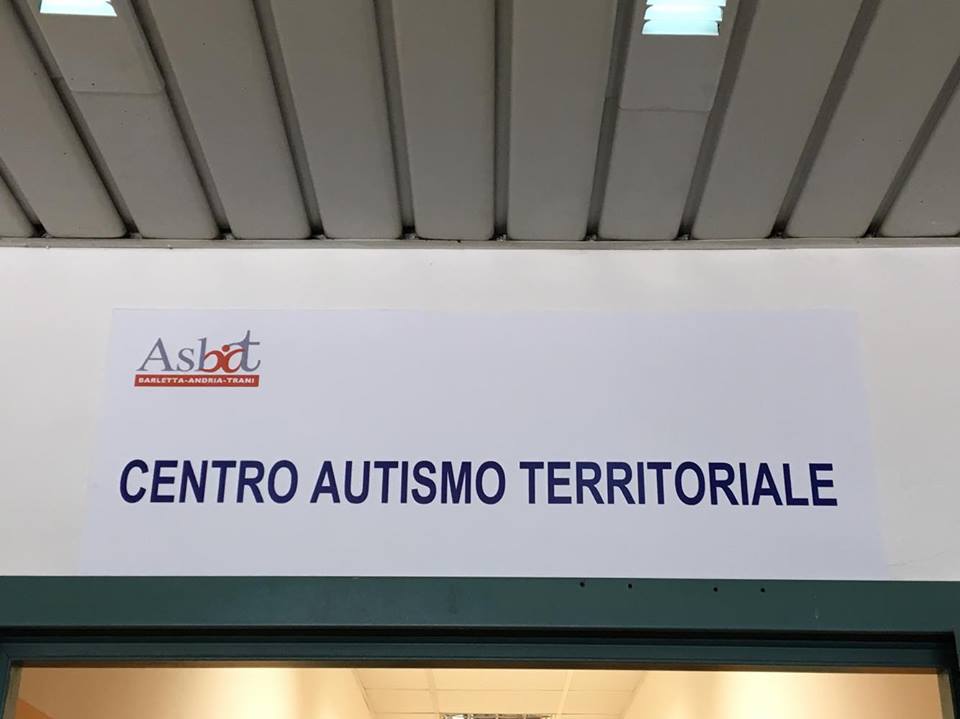 Asbat
BARLETTA-ANDRIA-TRANI
CENTRO AUTISMO TERRITORIALE